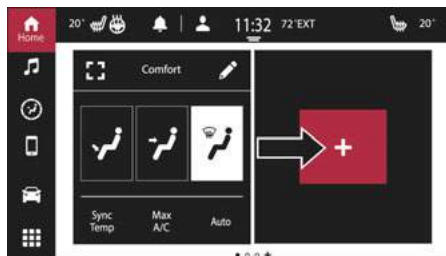 20° 11:32 72°EXT 20°
Home
Comfort
+
Sync
Temp
Max
A/C
Auto